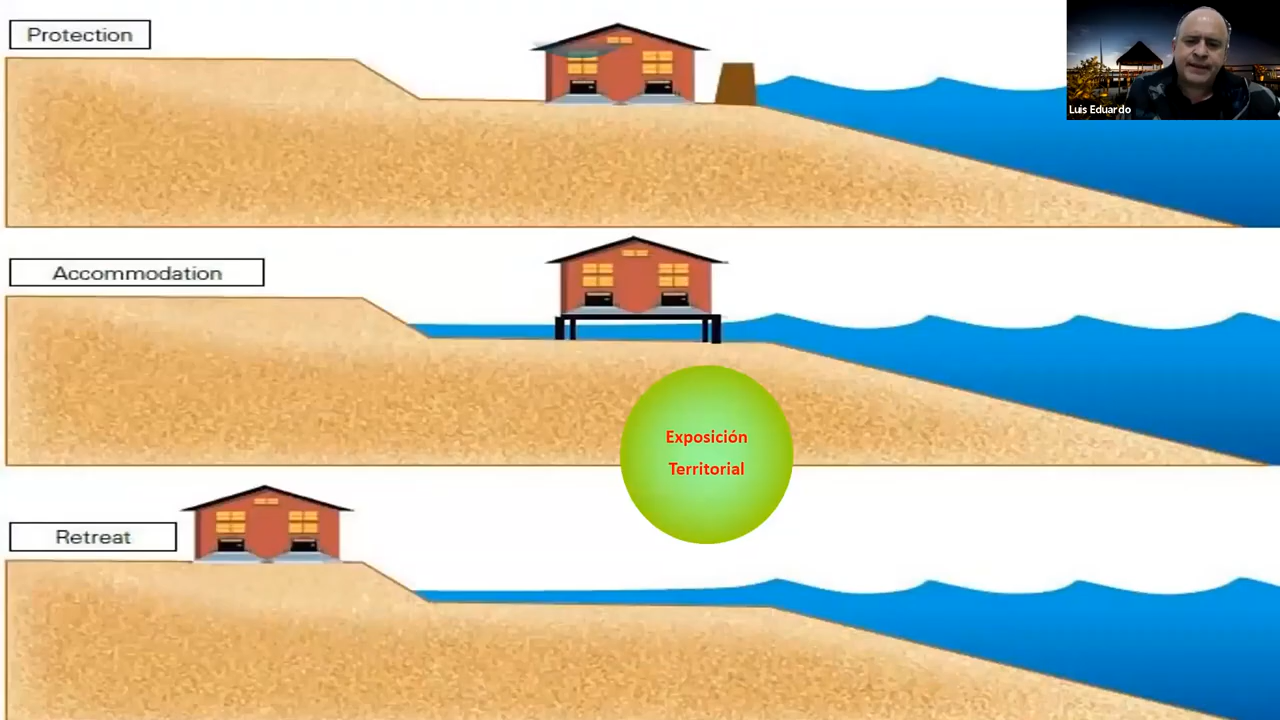 Protection
Luis Eduardo
Accommodation
Exposición
Territorial
Retreat